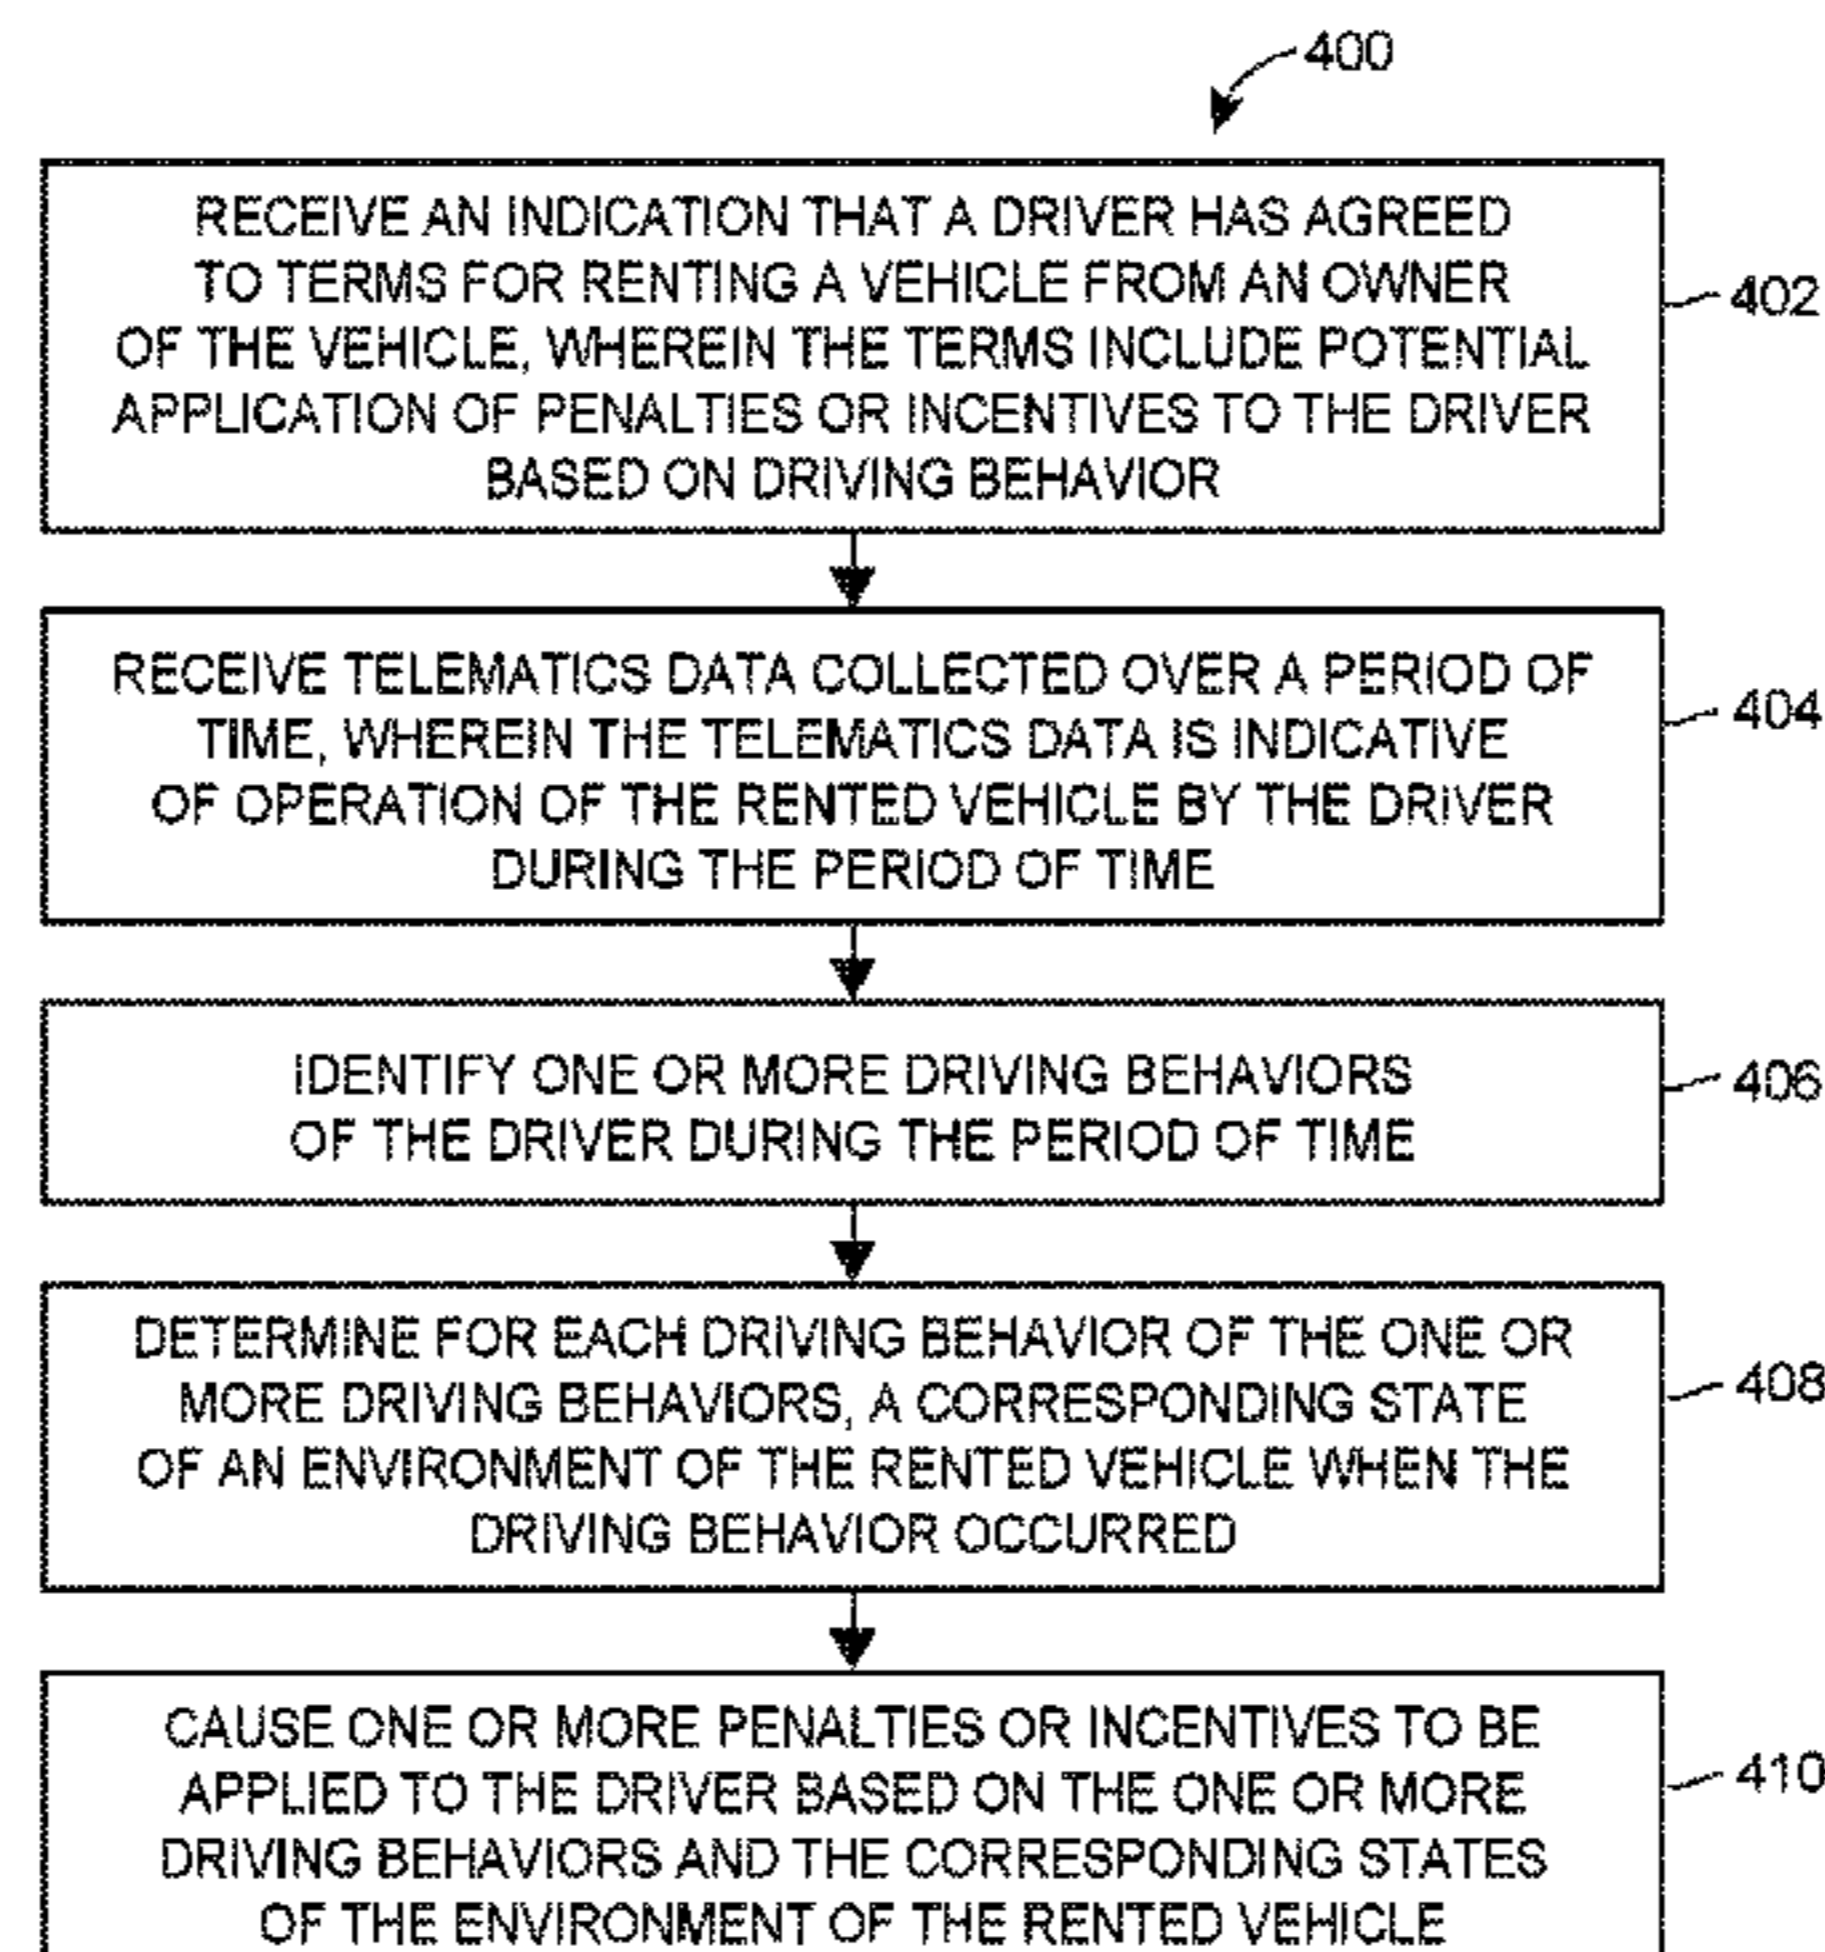 400
RECEIVE AN INDICATION THAT A DRIVER HAS AGREED
TO TERMS FOR RENTING A VEHICLE FROM AN OWNER
OF THE VEHICLE, WHEREIN THE TERMS INCLUDE POTENTIAL
APPLICATION OF PENALTIES OR INCENTIVES TO THE DRIVER
BASED ON DRIVING BEHAVIOR
402
RECEIVE TELEMATICS DATA COLLECTED OVER A PERIOD OF
TIME, WHEREIN THE TELEMATICS DATA IS INDICATIVE
OF OPERATION OF THE RENTED VEHICLE BY THE DRIVER
DURING THE PERIOD OF TIME
404
IDENTIFY ONE OR MORE DRIVING BEHAVIORS
OF THE DRIVER DURING THE PERIOD OF TIME
406
DETERMINE FOR EACH DRIVING BEHAVIOR OF THE ONE OR
MORE DRIVING BEHAVIORS, A CORRESPONDING STATE
OF AN ENVIRONMENT OF THE RENTED VEHICLE WHEN THE
DRIVING BEHAVIOR OCCURRED
408
CAUSE ONE OR MORE PENALTIES OR INCENTIVES TO BE
APPLIED TO THE DRIVER BASED ON THE ONE OR MORE
DRIVING BEHAVIORS AND THE CORRESPONDING STATES
OF THE ENVIRONMENT OF THE RENTED VEHICLE
410